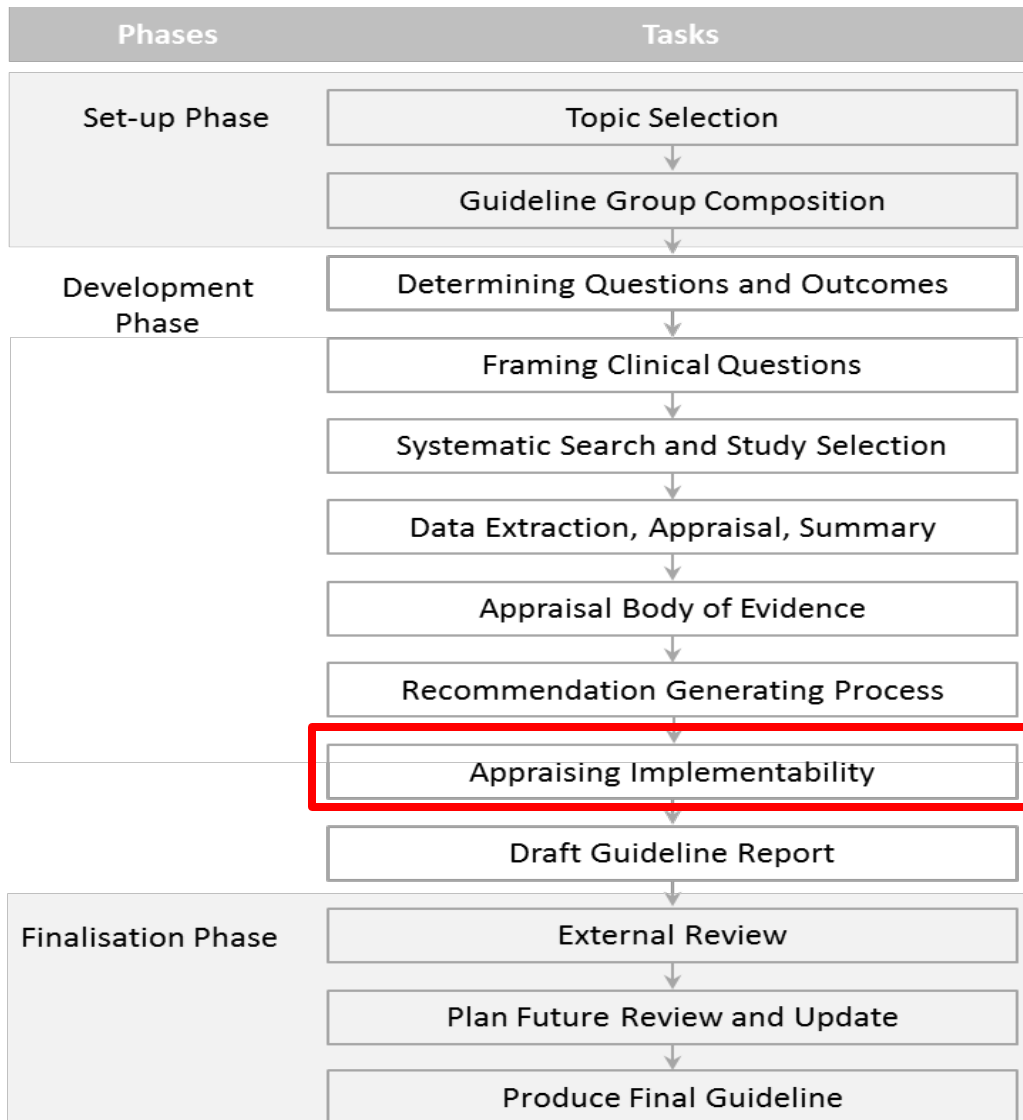 Phases Tasks
Set-up Phase
Topic Selection
Guideline Group Composition
Development
Phase
Determining Questions and Outcomes
Framing Clinical Questions
Systematic Search and Study Selection
Data Extraction, Appraisal, Summary
Appraisal Body of Evidence
Recommendation Generating Process
Appraising Implementability
Draft Guideline Report
Finalisation Phase
External Review
Plan Future Review and Update
Produce Final Guideline